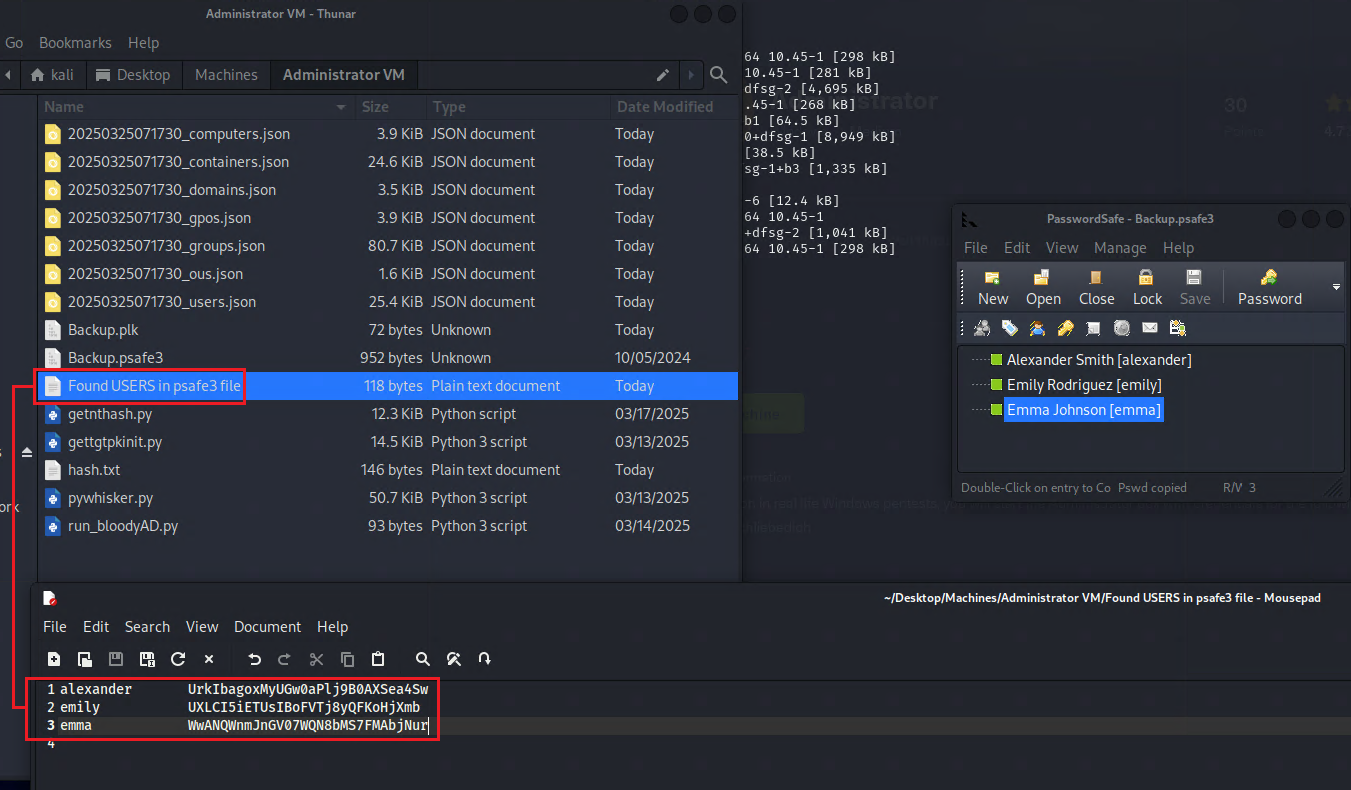 Administrator VM - Thunar
Go Bookmarks Help
kali Desktop Machines Administrator VM
Name Size Type Date Modified
20250325071730_computers.json 3.9 KiB JSON document Today
20250325071730_containers.json 24.6 KiB JSON document Today
20250325071730_domains.json 3.5 KiB JSON document Today
20250325071730_gpos.json 3.9 KiB JSON document Today
20250325071730_groups.json 80.7 KiB JSON document Today
20250325071730_ous.json 1.6 KiB JSON document Today
20250325071730_users.json 25.4 KiB JSON document Today
Backup.plk 72 bytes Unknown Today
Backup.psafe3 952 bytes Unknown 10/05/2024
Found USERS in psafe3 file 118 bytes Plain text document Today
getnthash.py 12.3 KiB Python script 03/17/2025
gettgtpkinit.py 14.5 KiB Python 3 script 03/13/2025
hash.txt 146 bytes Plain text document Today
pywhisker.py 50.7 KiB Python 3 script 03/13/2025
run_bloodyAD.py 93 bytes Python 3 script 03/14/2025
64 10.45-1 [298 kB]
10.45-1 [281 kB]
dfsg-2 [4,695 kB]
.45-1 [268 kB]
b1 [64.5 kB]
0+dfsg-1 [8,949 kB]
[38.5 kB]
sg-1+b3 [1,335 kB]
-6 [12.4 kB]
64 10.45-1
+dfsg-2 [1,041 kB]
64 10.45-1 [298 kB]
30
PasswordSafe - Backup.psafe3
File Edit View Manage Help
New Open Close Lock Save Password
Alexander Smith [alexander]
Emily Rodriguez [emily]
Emma Johnson [emma]
Double-Click on entry to Co Pswd copied R/W 3
~/Desktop/Machines/Administrator VM/Found USERS in psafe3 file - Mousepad
File Edit Search View Document Help
1 alexander UrkIbagoxMyUGw0aPlj9B0AXSea4Sw
2 emily UXLCI5iETUsIBoFVTj8yQFKoHjXmb
3 emma WwANQWnmJnGV07WQN8bMS7FMAbjNur
4